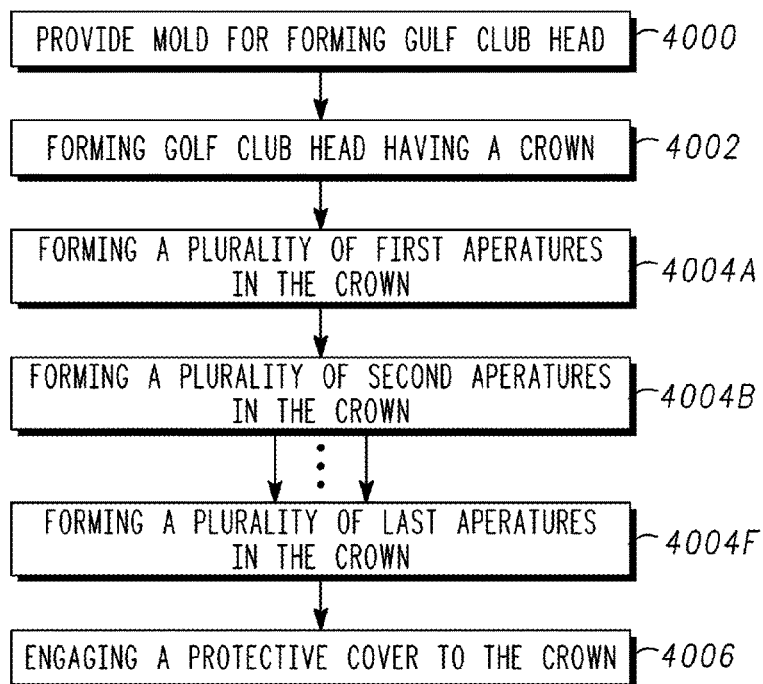 PROVIDE MOLD FOR FORMING GULF CLUB HEAD 4000
FORMING GOLF CLUB HEAD HAVING A CROWN 4002
FORMING A PLURALITY OF FIRST APERATURES
IN THE CROWN 4004A
FORMING A PLURALITY OF SECOND APERATURES
IN THE CROWN 4004B
FORMING A PLURALITY OF LAST APERATURES
IN THE CROWN 4004F
ENGAGING A PROTECTIVE COVER TO THE CROWN 4006